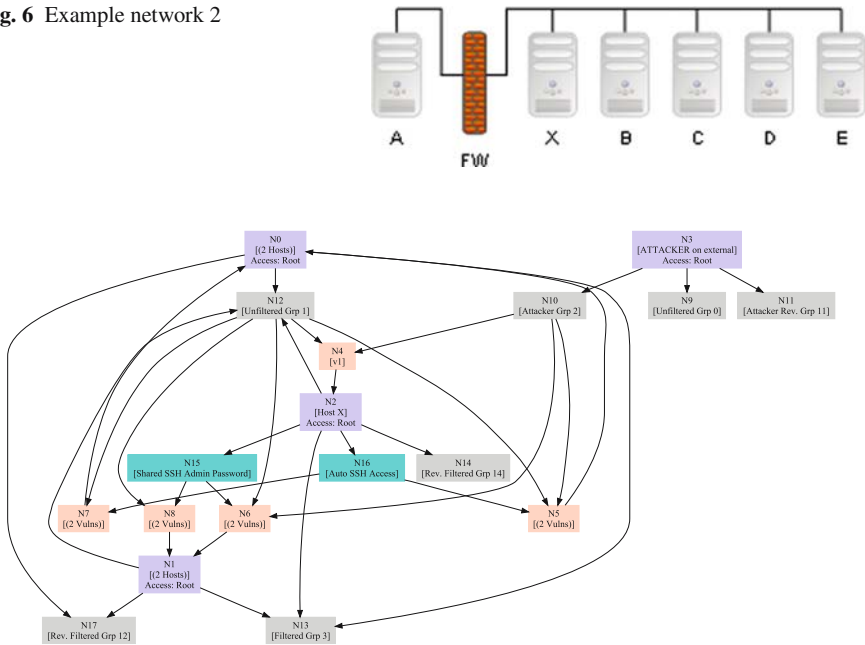 g. 6 Example network 2
A
FW
X
B
C
D
E
N0
[(2 Hosts)]
Access: Root
N3
[ATTACKER on external]
Access: Root
N12
[Unfiltered Grp 1]
N10
[Attacker Grp 2]
N9
[Unfiltered Grp 0]
N11
[Attacker Rev. Grp 11]
N4
[v1]
N2
[Host X]
Access: Root
N15
[Shared SSH Admin Password]
N16
[Auto SSH Access]
N14
[Rev. Filtered Grp 14]
N7
[(2 Vulns)]
N8
[(2 Vulns)]
N6
[(2 Vulns)]
N5
[(2 Vulns)]
N1
[(2 Hosts)]
Access: Root
N17
[Rev. Filtered Grp 12]
N13
[Filtered Grp 3]